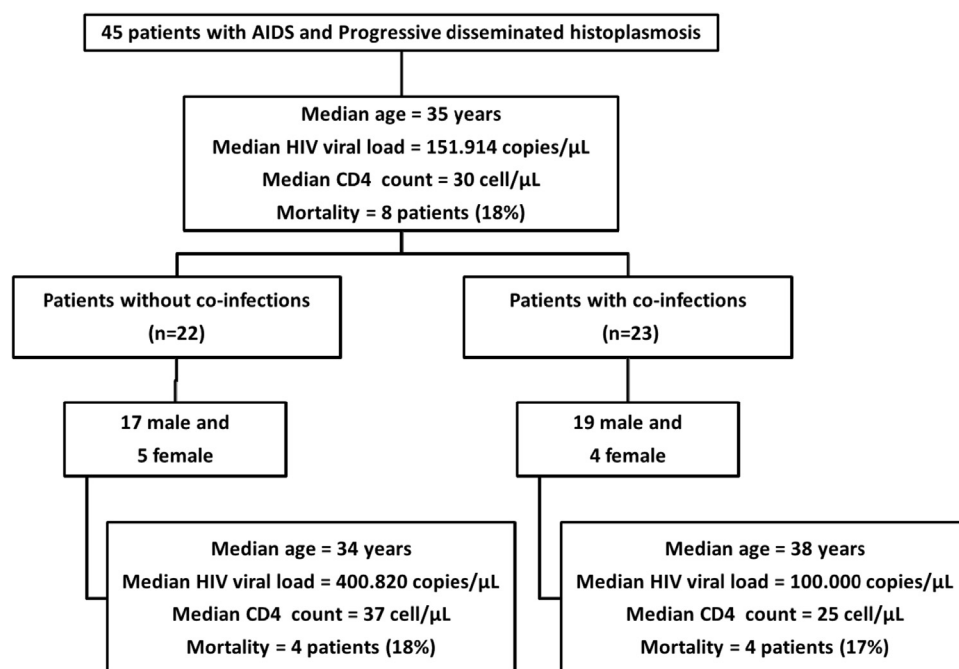 45 patients with AIDS and Progressive disseminated histoplasmosis
Median age = 35 years
Median HIV viral load = 151.914 copies/µL
Median CD4 count = 30 cell/µL
Mortality = 8 patients (18%)
Patients without co-infections
(n=22)
Patients with co-infections
(n=23)
17 male and
5 female
19 male and
4 female
Median age = 34 years
Median HIV viral load = 400.820 copies/µL
Median CD4 count = 37 cell/µL
Mortality = 4 patients (18%)
Median age = 38 years
Median HIV viral load = 100.000 copies/µL
Median CD4 count = 25 cell/µL
Mortality = 4 patients (17%)